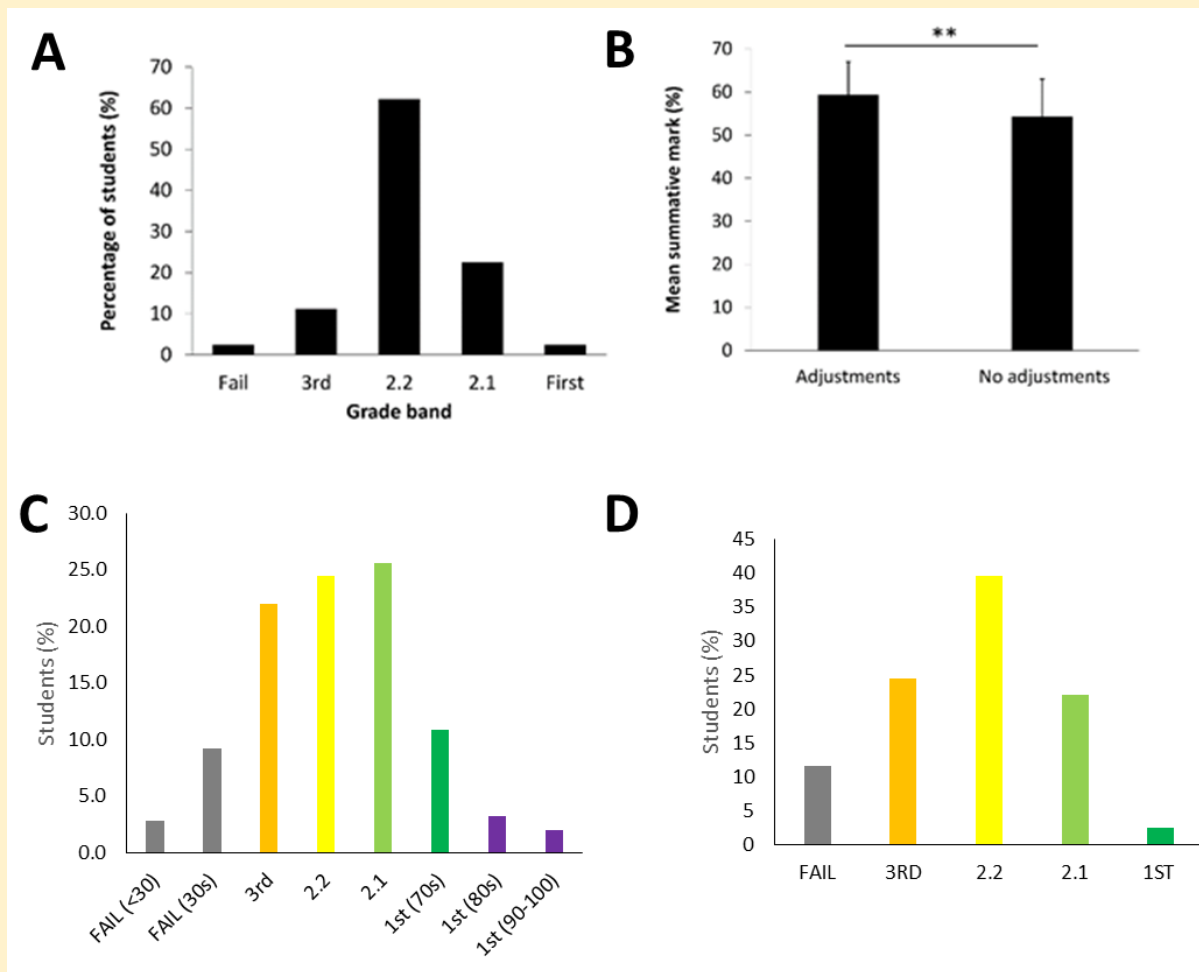 A
Percentage of students (%)
70
60
50
40
30
20
10
0
Fail 3rd 2.2 2.1 First
Grade band
B
**
Mean summative mark (%)
70
60
50
40
30
20
10
0
Adjustments No adjustments
C
Students (%)
30.0
25.0
20.0
15.0
10.0
5.0
0.0
FAIL (<30) FAIL (30s) 3rd 2.2 2.1 1st (70s) 1st (80s) 1st (90-100)
D
Students (%)
45
40
35
30
25
20
15
10
5
0
FAIL 3RD 2.2 2.1 1ST